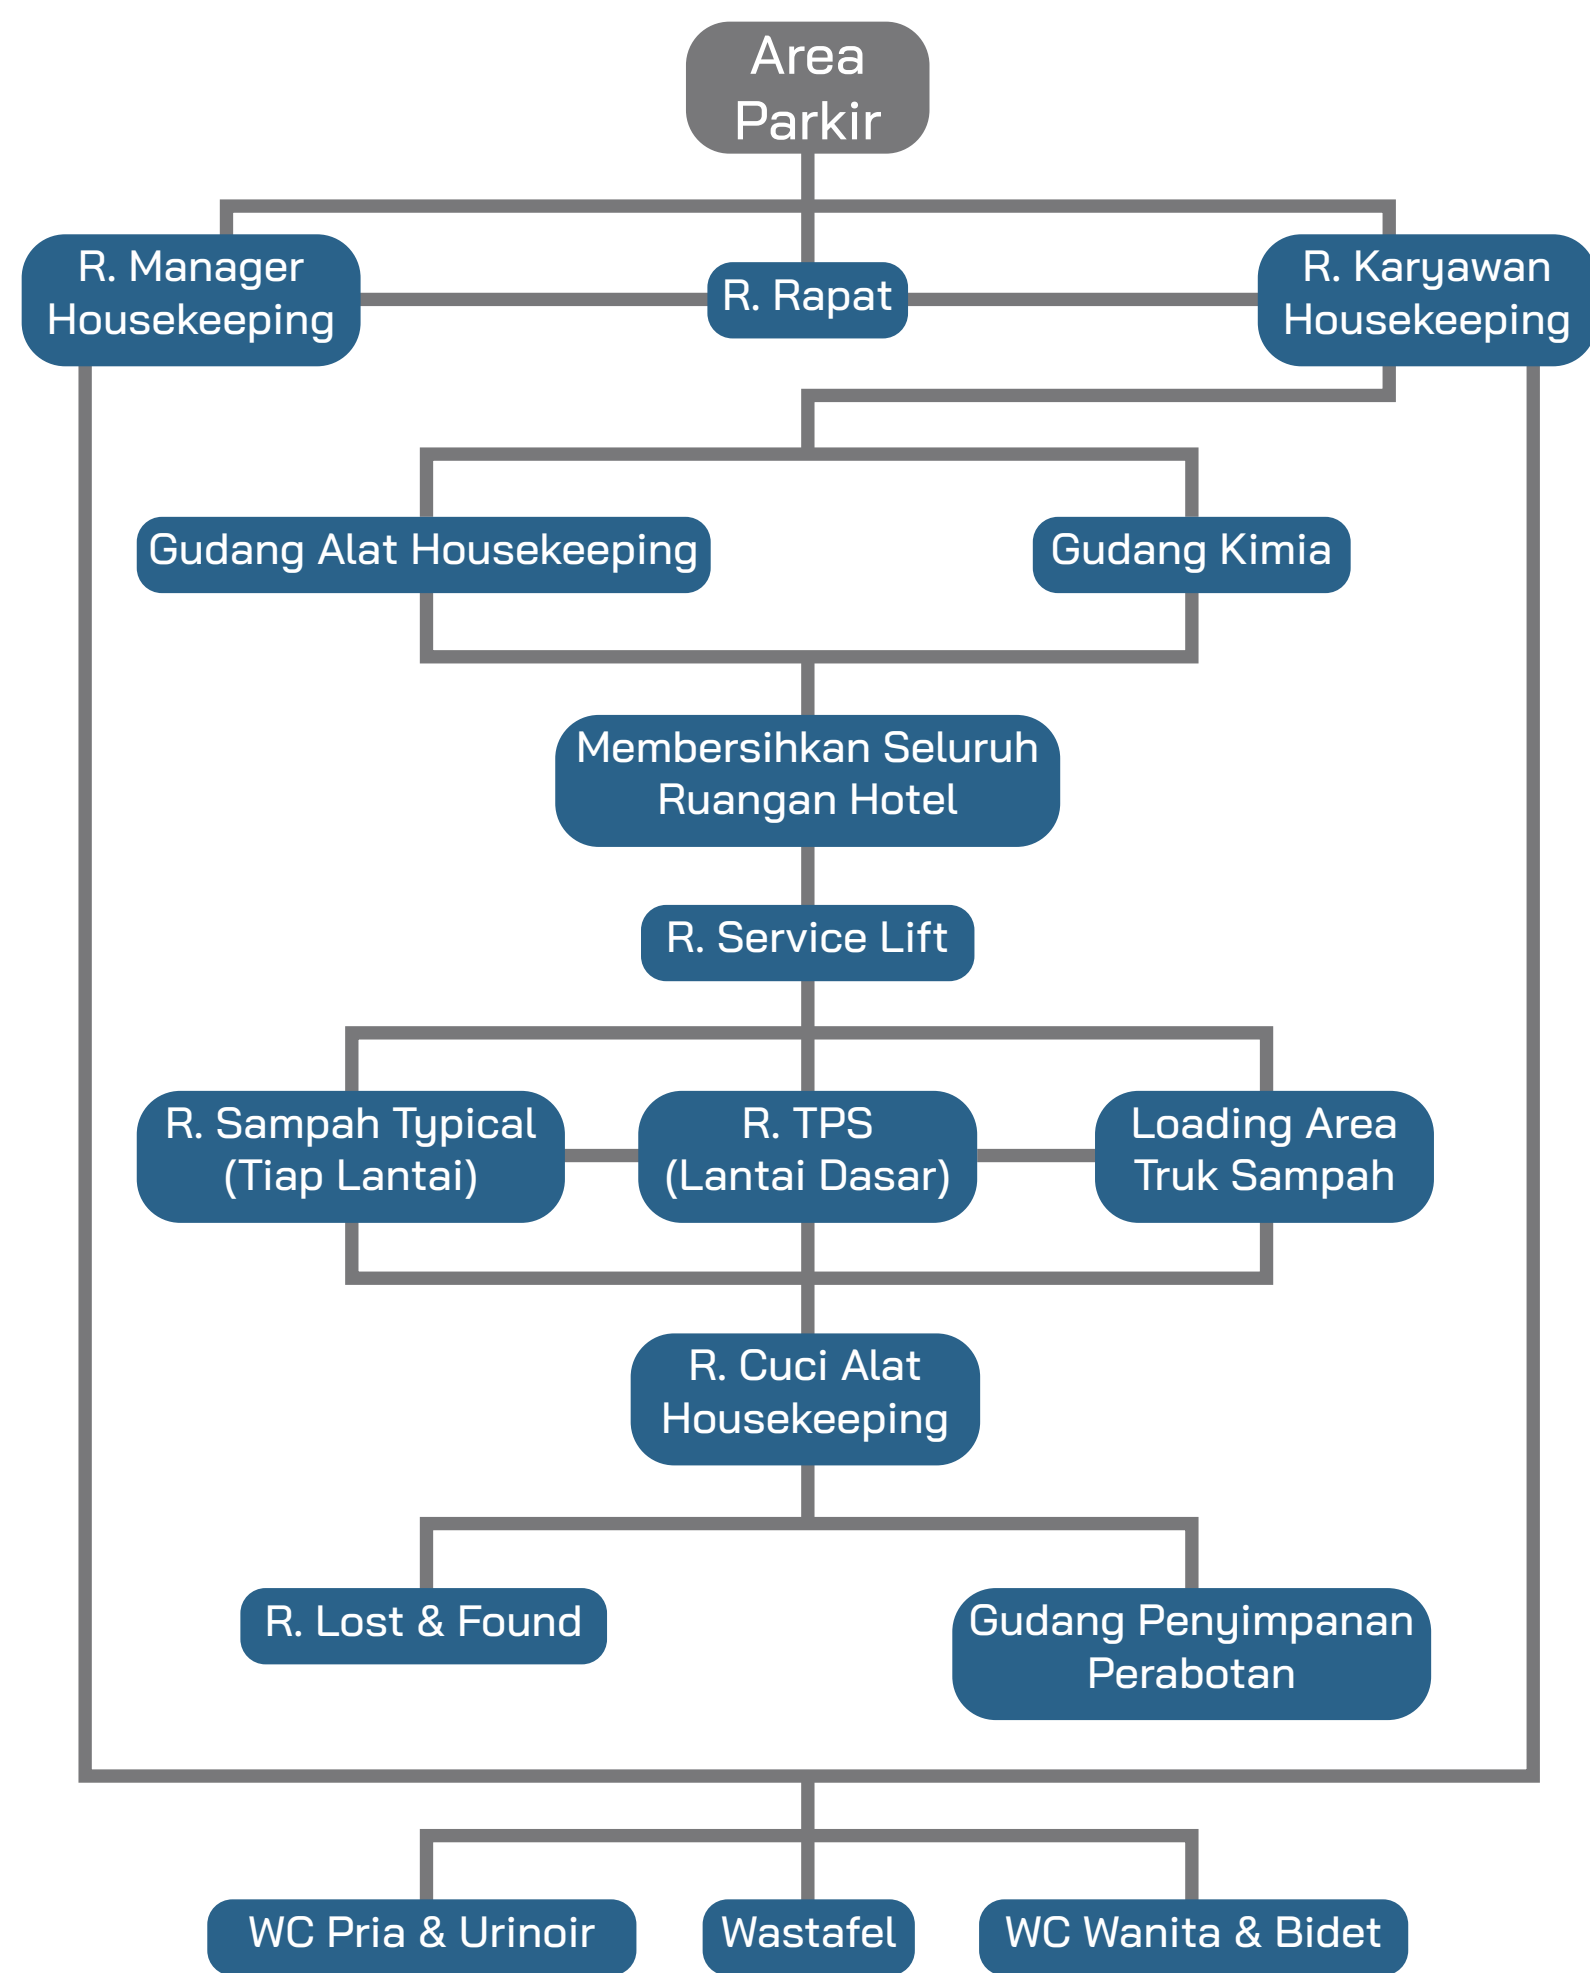 Area
Parkir
R. Manager
Housekeeping
R. Rapat
R. Karyawan
Housekeeping
Gudang Alat Housekeeping
Gudang Kimia
Membersihkan Seluruh
Ruangan Hotel
R. Service Lift
R. Sampah Typical
(Tiap Lantai)
R. TPS
(Lantai Dasar)
Loading Area
Truk Sampah
R. Cuci Alat
Housekeeping
R. Lost & Found
Gudang Penyimpanan
Perabotan
WC Pria & Urinoir
Wastafel
WC Wanita & Bidet